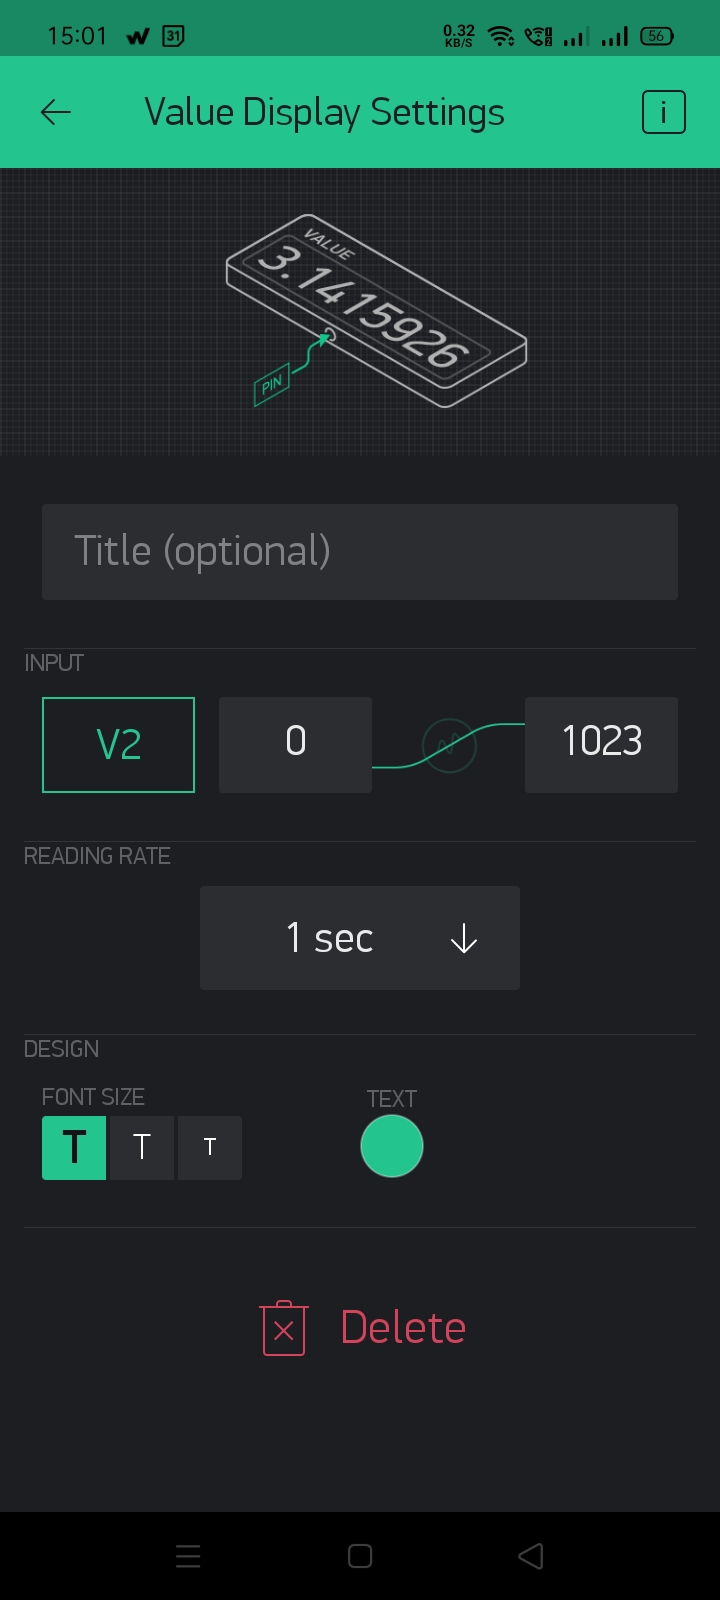 15:01 31 0.32 KB/S 56
Value Display Settings i
VALUE
3.1415926
PIN
Title (optional)
INPUT
V2 0 1023
READING RATE
1 sec
DESIGN
FONT SIZE TEXT
T T T
Delete